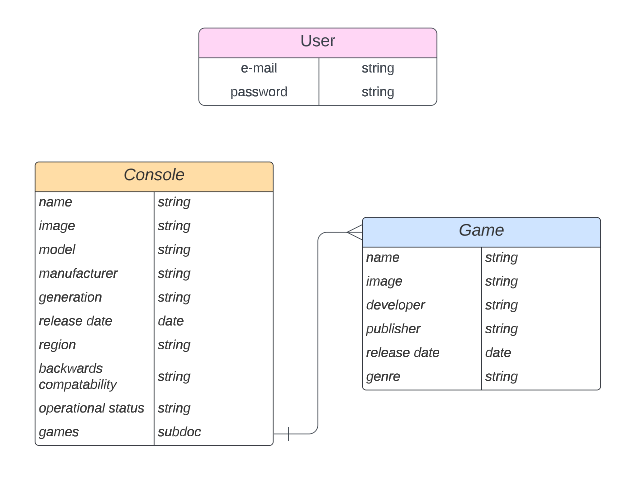 User
e-mail string
password string
Console
name string
image string
model string
manufacturer string
generation string
release date date
region string
backwards
compatability string
operational status string
games subdoc
Game
name string
image string
developer string
publisher string
release date date
genre string